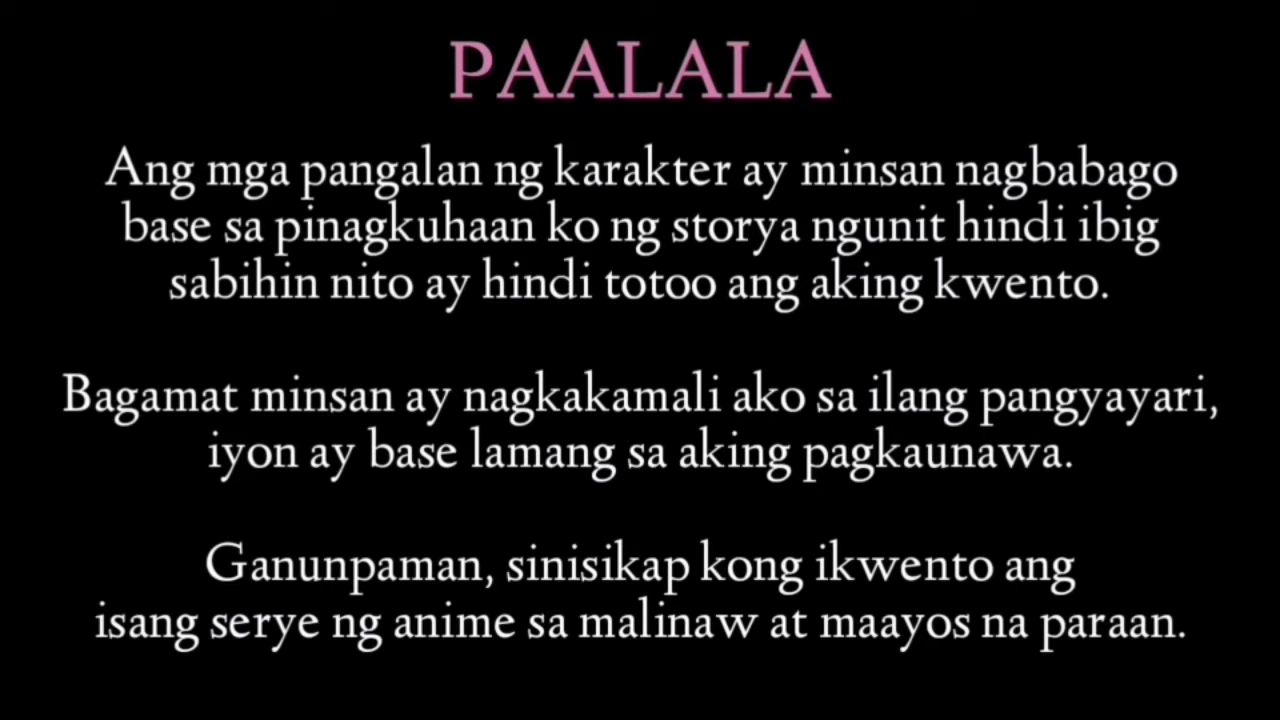 PAALALA
Ang mga pangalan ng karakter ay minsan nagbabago
base sa pinagkuhaan ko ng storya ngunit hindi ibig
sabihin nito ay hindi totoo ang aking kwento.
Bagamat minsan ay nagkakamali ako sa ilang pangyayari,
iyon ay base lamang sa aking pagkaunawa.
Ganunpaman, sinisikap kong ikwento ang
isang serye ng anime sa malinaw at maayos na paraan.